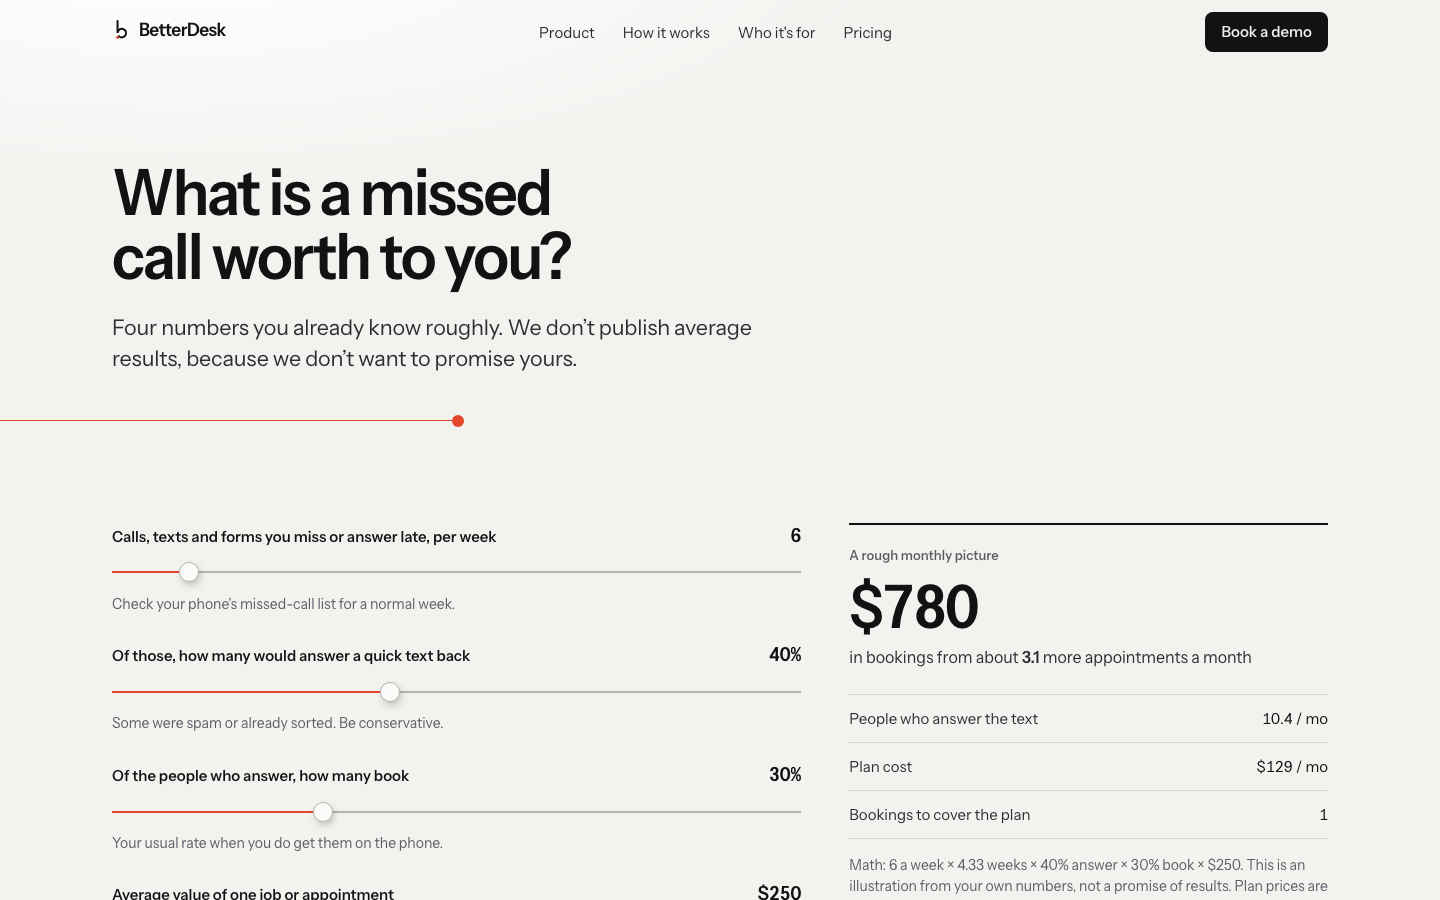 BetterDesk
Product
How it works
Who it's for
Pricing
Book a demo
What is a missed
call worth to you?
Four numbers you already know roughly. We don’t publish average
results, because we don’t want to promise yours.
Calls, texts and forms you miss or answer late, per week
6
Check your phone's missed-call list for a normal week.
Of those, how many would answer a quick text back
40%
Some were spam or already sorted. Be conservative.
Of the people who answer, how many book
30%
Your usual rate when you do get them on the phone.
Average value of one job or appointment
$250
A rough monthly picture
$780
in bookings from about 3.1 more appointments a month
People who answer the text
10.4 / mo
Plan cost
$129 / mo
Bookings to cover the plan
1
Math: 6 a week × 4.33 weeks × 40% answer × 30% book × $250. This is an
illustration from your own numbers, not a promise of results. Plan prices are